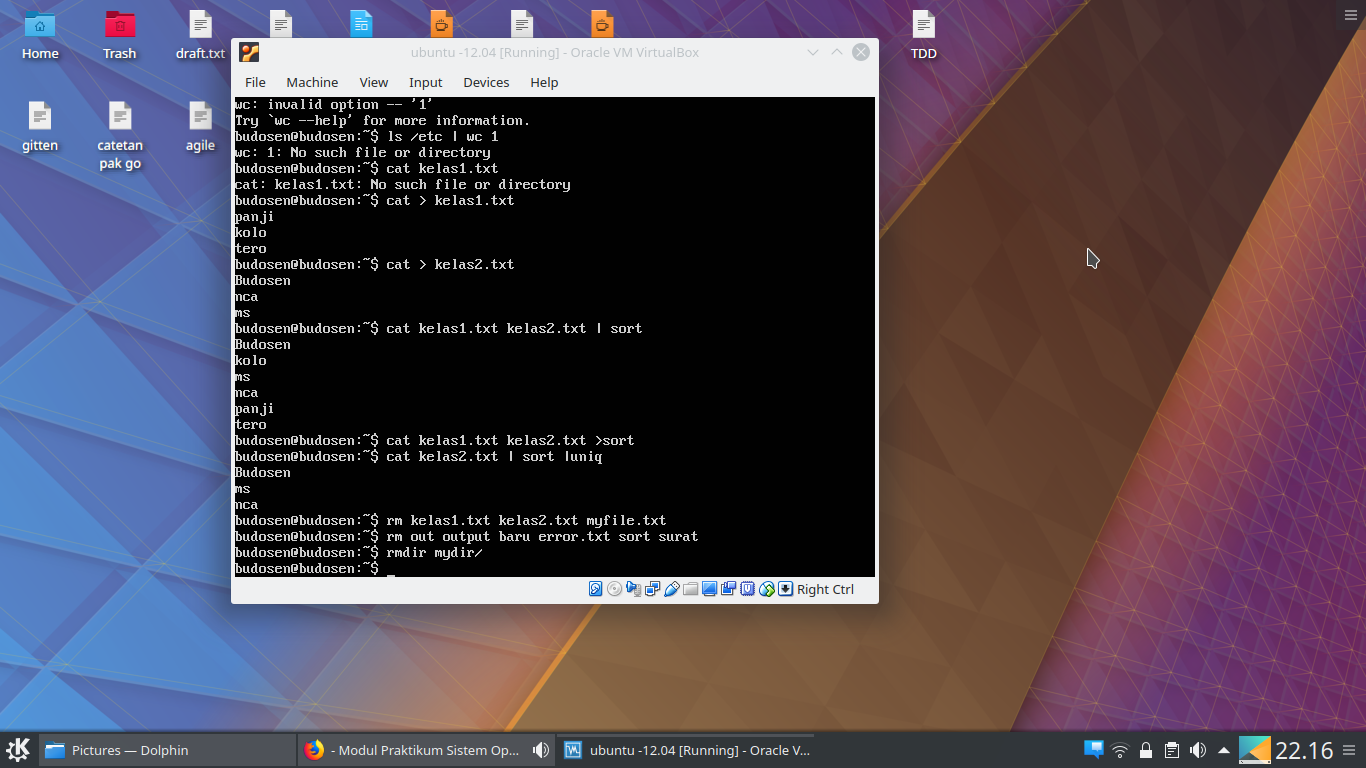 Home
Trash
draft.txt
TDD
gitten
catetan
pak go
agile
ubuntu -12.04 [Running] - Oracle VM VirtualBox
File Machine View Input Devices Help
wc: invalid option -- '1'
Try `wc --help' for more information.
budosen@budosen:~$ ls /etc | wc 1
wc: 1: No such file or directory
budosen@budosen:~$ cat kelas1.txt
cat: kelas1.txt: No such file or directory
budosen@budosen:~$ cat > kelas1.txt
panji
kolo
tero
budosen@budosen:~$ cat > kelas2.txt
Budosen
nca
ms
budosen@budosen:~$ cat kelas1.txt kelas2.txt | sort
Budosen
kolo
ms
nca
panji
tero
budosen@budosen:~$ cat kelas1.txt kelas2.txt >sort
budosen@budosen:~$ cat kelas2.txt | sort |uniq
Budosen
ms
nca
budosen@budosen:~$ rm kelas1.txt kelas2.txt myfile.txt
budosen@budosen:~$ rm out output baru error.txt sort surat
budosen@budosen:~$ rmdir mydir/
budosen@budosen:~$ _
Right Ctrl
Pictures — Dolphin
- Modul Praktikum Sistem Op...
ubuntu -12.04 [Running] - Oracle V...
22.16